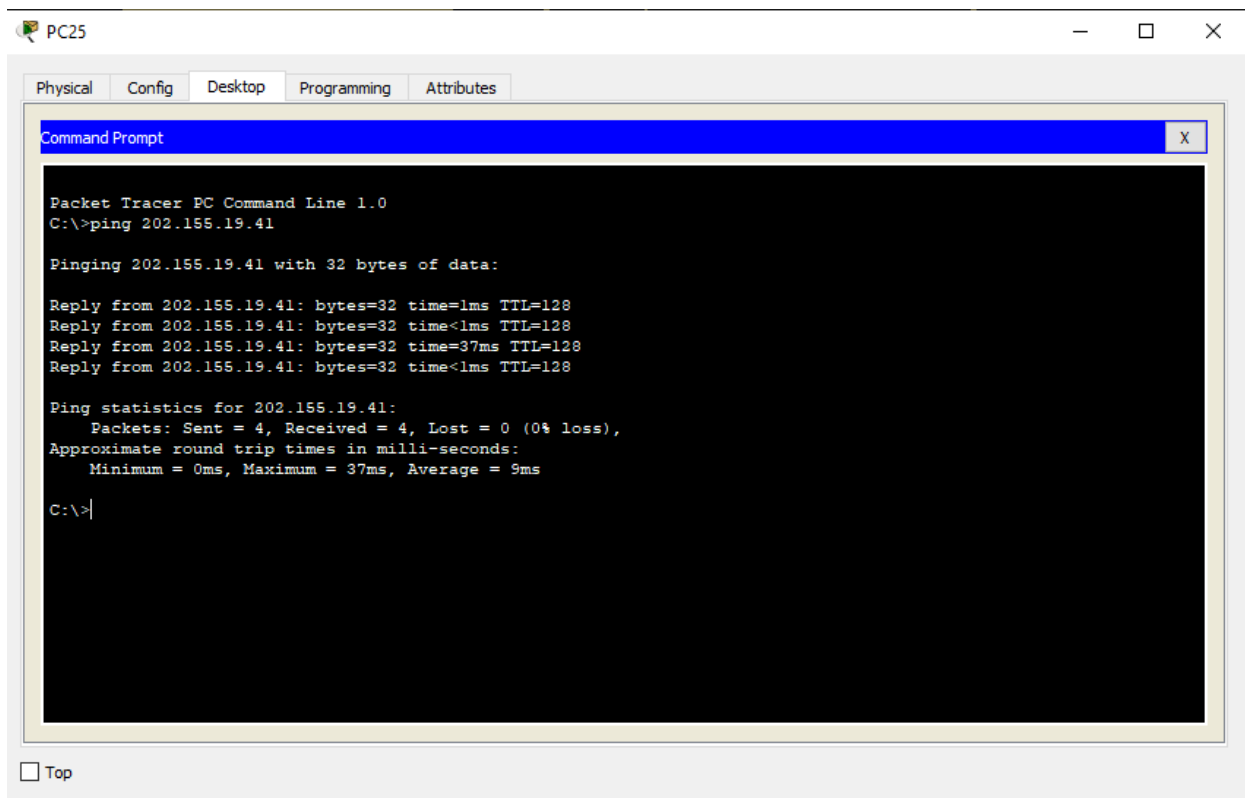 PC25
Physical Config Desktop Programming Attributes
Command Prompt
X
Packet Tracer PC Command Line 1.0
C:\>ping 202.155.19.41
Pinging 202.155.19.41 with 32 bytes of data:
Reply from 202.155.19.41: bytes=32 time=1ms TTL=128
Reply from 202.155.19.41: bytes=32 time<1ms TTL=128
Reply from 202.155.19.41: bytes=32 time=37ms TTL=128
Reply from 202.155.19.41: bytes=32 time<1ms TTL=128
Ping statistics for 202.155.19.41:
Packets: Sent = 4, Received = 4, Lost = 0 (0% loss),
Approximate round trip times in milli-seconds:
Minimum = 0ms, Maximum = 37ms, Average = 9ms
C:\>
Top